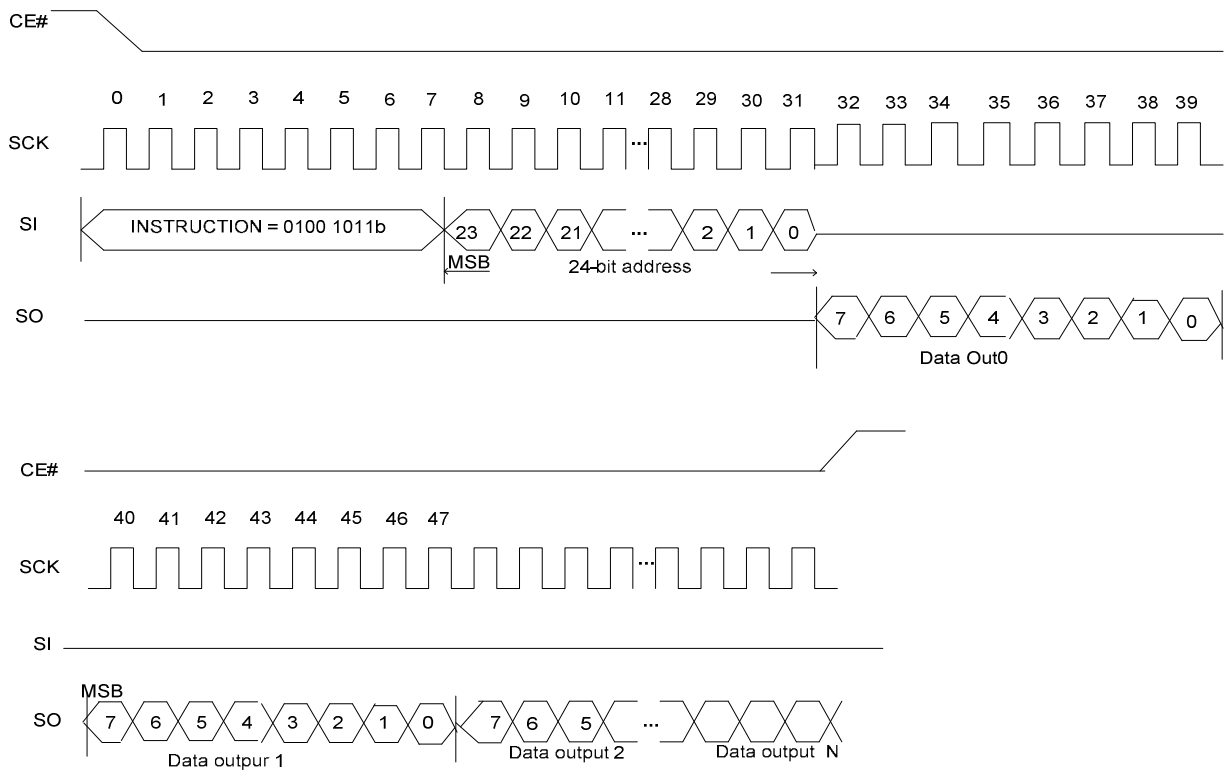 CE#
0 1 2 3 4 5 6 7 8 9 10 11 28 29 30 31 32 33 34 35 36 37 38 39
SCK ...
SI INSTRUCTION = 0100 1011b 23 22 21 ... 2 1 0
MSB 24-bit address
SO 7 6 5 4 3 2 1 0
Data Out0
CE#
40 41 42 43 44 45 46 47
SCK ...
SI
MSB
SO 7 6 5 4 3 2 1 0 7 6 5 ...
Data outpur 1 Data output 2 Data output N